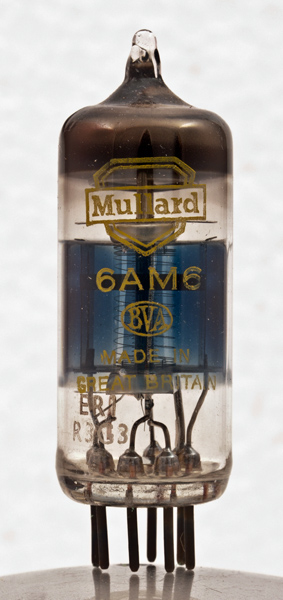 Mullard
6AM6
BVA
MADE IN
GREAT BRITAIN